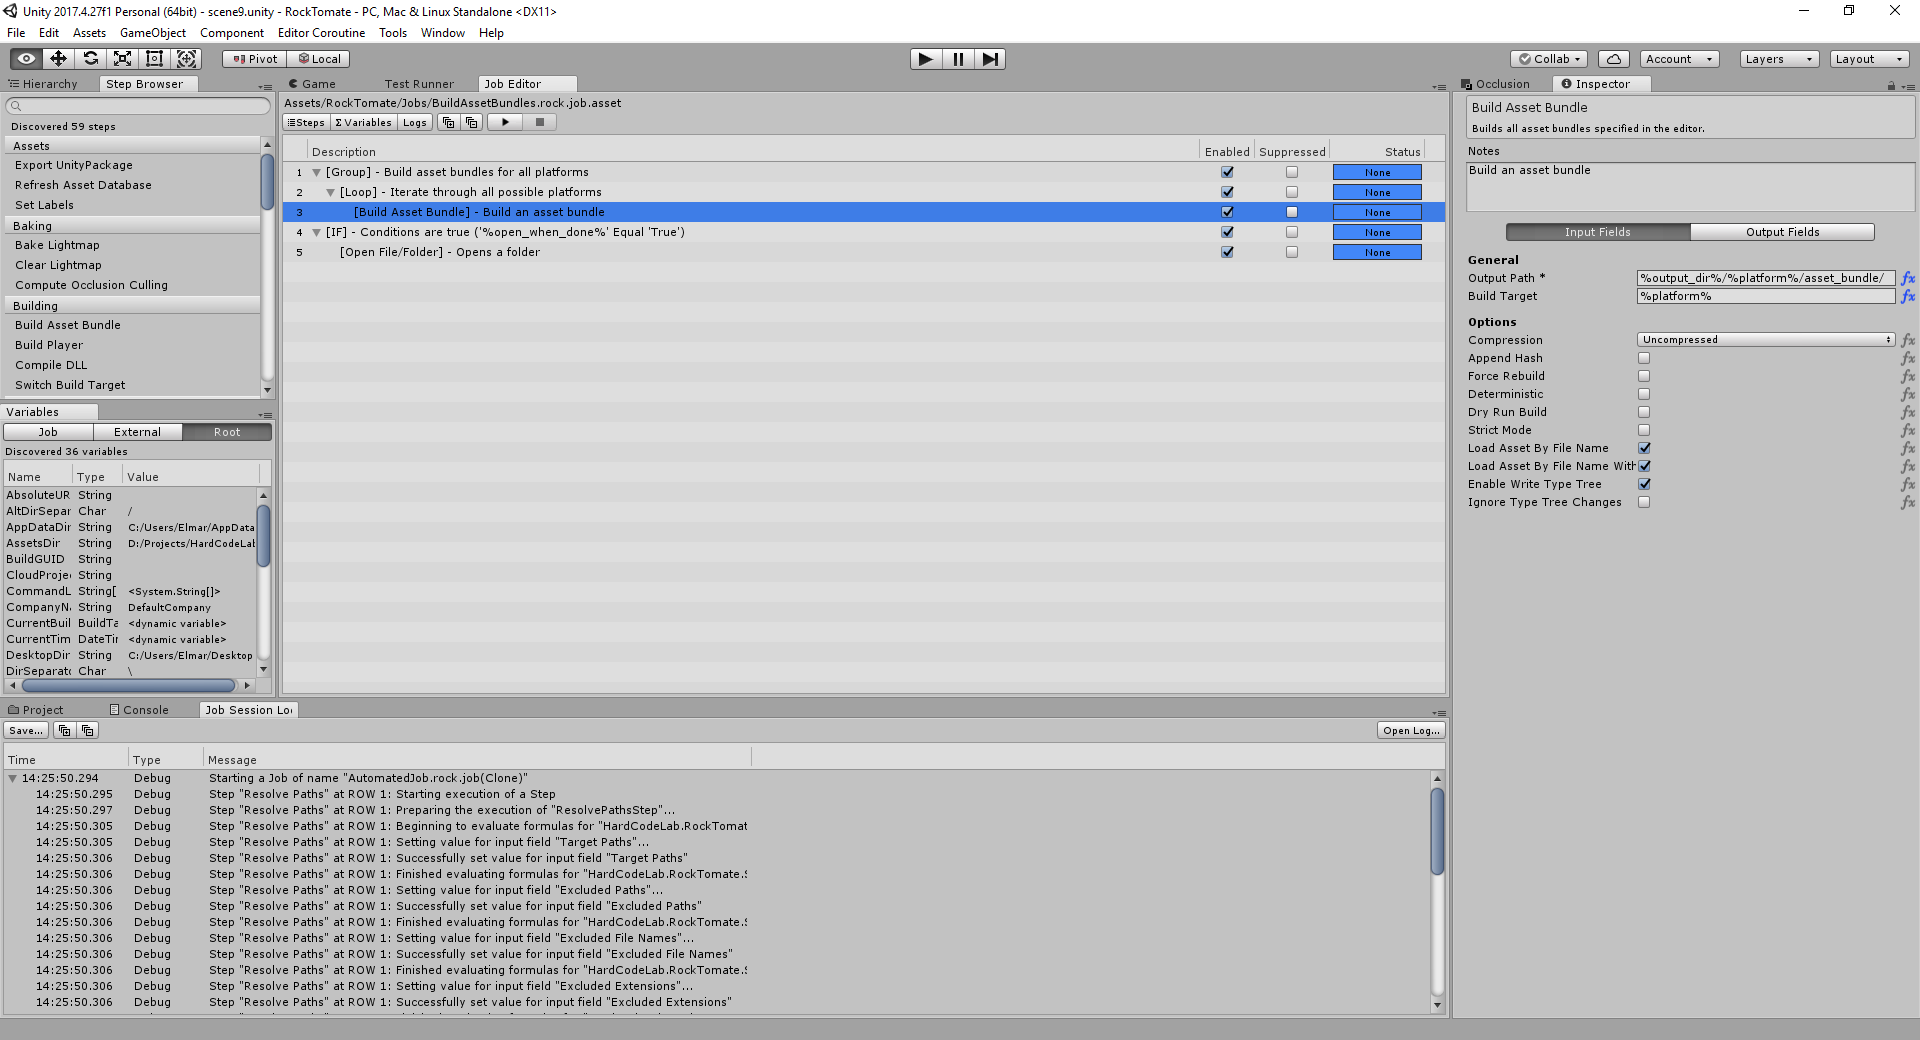 Unity 2017.4.27f1 Personal (64bit) - scene9.unity - RockTomate - PC, Mac & Linux Standalone <DX11>
File Edit Assets GameObject Component Editor Coroutine Tools Window Help
Pivot Local Collab Account Layers Layout
Hierarchy Step Browser
Discovered 59 steps
Assets
Export UnityPackage
Refresh Asset Database
Set Labels
Baking
Bake Lightmap
Clear Lightmap
Compute Occlusion Culling
Building
Build Asset Bundle
Build Player
Compile DLL
Switch Build Target
Variables
Job External Root
Discovered 36 variables
Name Type Value
AbsoluteUR String
AltDirSepar Char /
AppDataDir String C:/Users/Elmar/AppData
AssetsDir String D:/Projects/HardCodeLab
BuildGUID String
CloudProje String
CommandL String[ <System.String[]>
CompanyN String DefaultCompany
CurrentBuil BuildTa <dynamic variable>
CurrentTim DateTir <dynamic variable>
DesktopDir String C:/Users/Elmar/Desktop
DirSeparat Char \
Game Test Runner Job Editor
Assets/RockTomate/Jobs/BuildAssetBundles.rock.job.asset
Steps Σ Variables Logs
Description Enabled Suppressed Status
1 [Group] - Build asset bundles for all platforms None
2 [Loop] - Iterate through all possible platforms None
3 [Build Asset Bundle] - Build an asset bundle None
4 [IF] - Conditions are true ('%open_when_done%' Equal 'True') None
5 [Open File/Folder] - Opens a folder None
Occlusion Inspector
Build Asset Bundle
Builds all asset bundles specified in the editor.
Notes
Build an asset bundle
Input Fields Output Fields
General
Output Path * %output_dir%/%platform%/asset_bundle/ fx
Build Target %platform% fx
Options
Compression Uncompressed fx
Append Hash fx
Force Rebuild fx
Deterministic fx
Dry Run Build fx
Strict Mode fx
Load Asset By File Name fx
Load Asset By File Name With fx
Enable Write Type Tree fx
Ignore Type Tree Changes fx
Project Console Job Session Lo
Save... Open Log...
Time Type Message
14:25:50.294 Debug Starting a Job of name "AutomatedJob.rock.job(Clone)"
14:25:50.295 Debug Step "Resolve Paths" at ROW 1: Starting execution of a Step
14:25:50.297 Debug Step "Resolve Paths" at ROW 1: Preparing the execution of "ResolvePathsStep"...
14:25:50.305 Debug Step "Resolve Paths" at ROW 1: Beginning to evaluate formulas for "HardCodeLab.RockTomat
14:25:50.305 Debug Step "Resolve Paths" at ROW 1: Setting value for input field "Target Paths"...
14:25:50.306 Debug Step "Resolve Paths" at ROW 1: Successfully set value for input field "Target Paths"
14:25:50.306 Debug Step "Resolve Paths" at ROW 1: Finished evaluating formulas for "HardCodeLab.RockTomate.S
14:25:50.306 Debug Step "Resolve Paths" at ROW 1: Setting value for input field "Excluded Paths"...
14:25:50.306 Debug Step "Resolve Paths" at ROW 1: Successfully set value for input field "Excluded Paths"
14:25:50.306 Debug Step "Resolve Paths" at ROW 1: Finished evaluating formulas for "HardCodeLab.RockTomate.S
14:25:50.306 Debug Step "Resolve Paths" at ROW 1: Setting value for input field "Excluded File Names"...
14:25:50.306 Debug Step "Resolve Paths" at ROW 1: Successfully set value for input field "Excluded File Names"
14:25:50.306 Debug Step "Resolve Paths" at ROW 1: Finished evaluating formulas for "HardCodeLab.RockTomate.S
14:25:50.306 Debug Step "Resolve Paths" at ROW 1: Setting value for input field "Excluded Extensions"...
14:25:50.306 Debug Step "Resolve Paths" at ROW 1: Successfully set value for input field "Excluded Extensions"